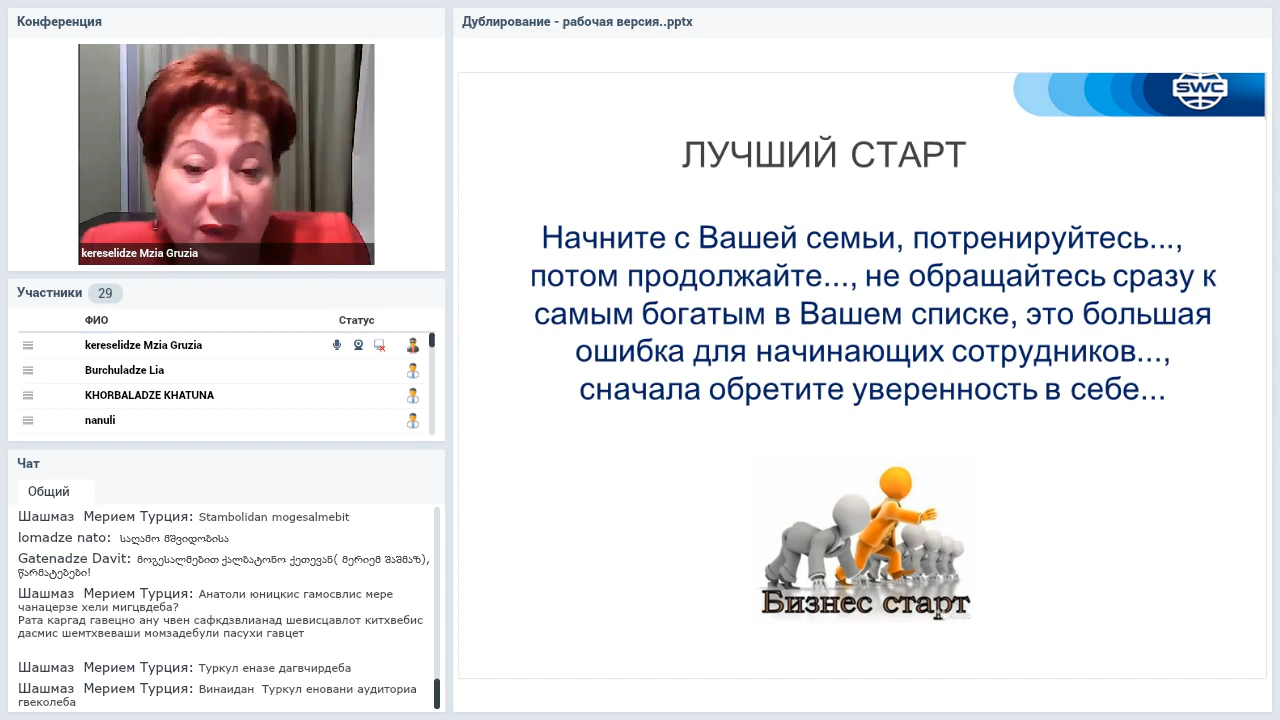 Конференция
kereselidze Mzia Gruzia
Участники 29
ФИО Статус
kereselidze Mzia Gruzia
Burchuladze Lia
KHORBALADZE KHATUNA
nanuli
Чат
Общий
Шашмаз Мерием Турция: Stambolidan mogesalmebit
lomadze nato: საღამო მშვიდობისა
Gatenadze Davit: მოგესალმებით ქალბატონო ქეთევან( მერიემ შაშმაზ),
წარმატებები!
Шашмаз Мерием Турция: Анатоли юницкис гамосвлис мере
чанацерзе хели мигцвдеба?
Рата каргад гавецно ану чвен сафкдзвлианад шевисцавлот китхвебис
дасмис шемтхвеваши момзадебули пасухи гавцет
Шашмаз Мерием Турция: Туркул еназе дагвчирдеба
Шашмаз Мерием Турция: Винаидан Туркул еновани аудиториа
гвеколеба
Дублирование - рабочая версия..pptx
SWC
ЛУЧШИЙ СТАРТ
Начните с Вашей семьи, потренируйтесь...,
потом продолжайте..., не обращайтесь сразу к
самым богатым в Вашем списке, это большая
ошибка для начинающих сотрудников...,
сначала обретите уверенность в себе...
Бизнес старт